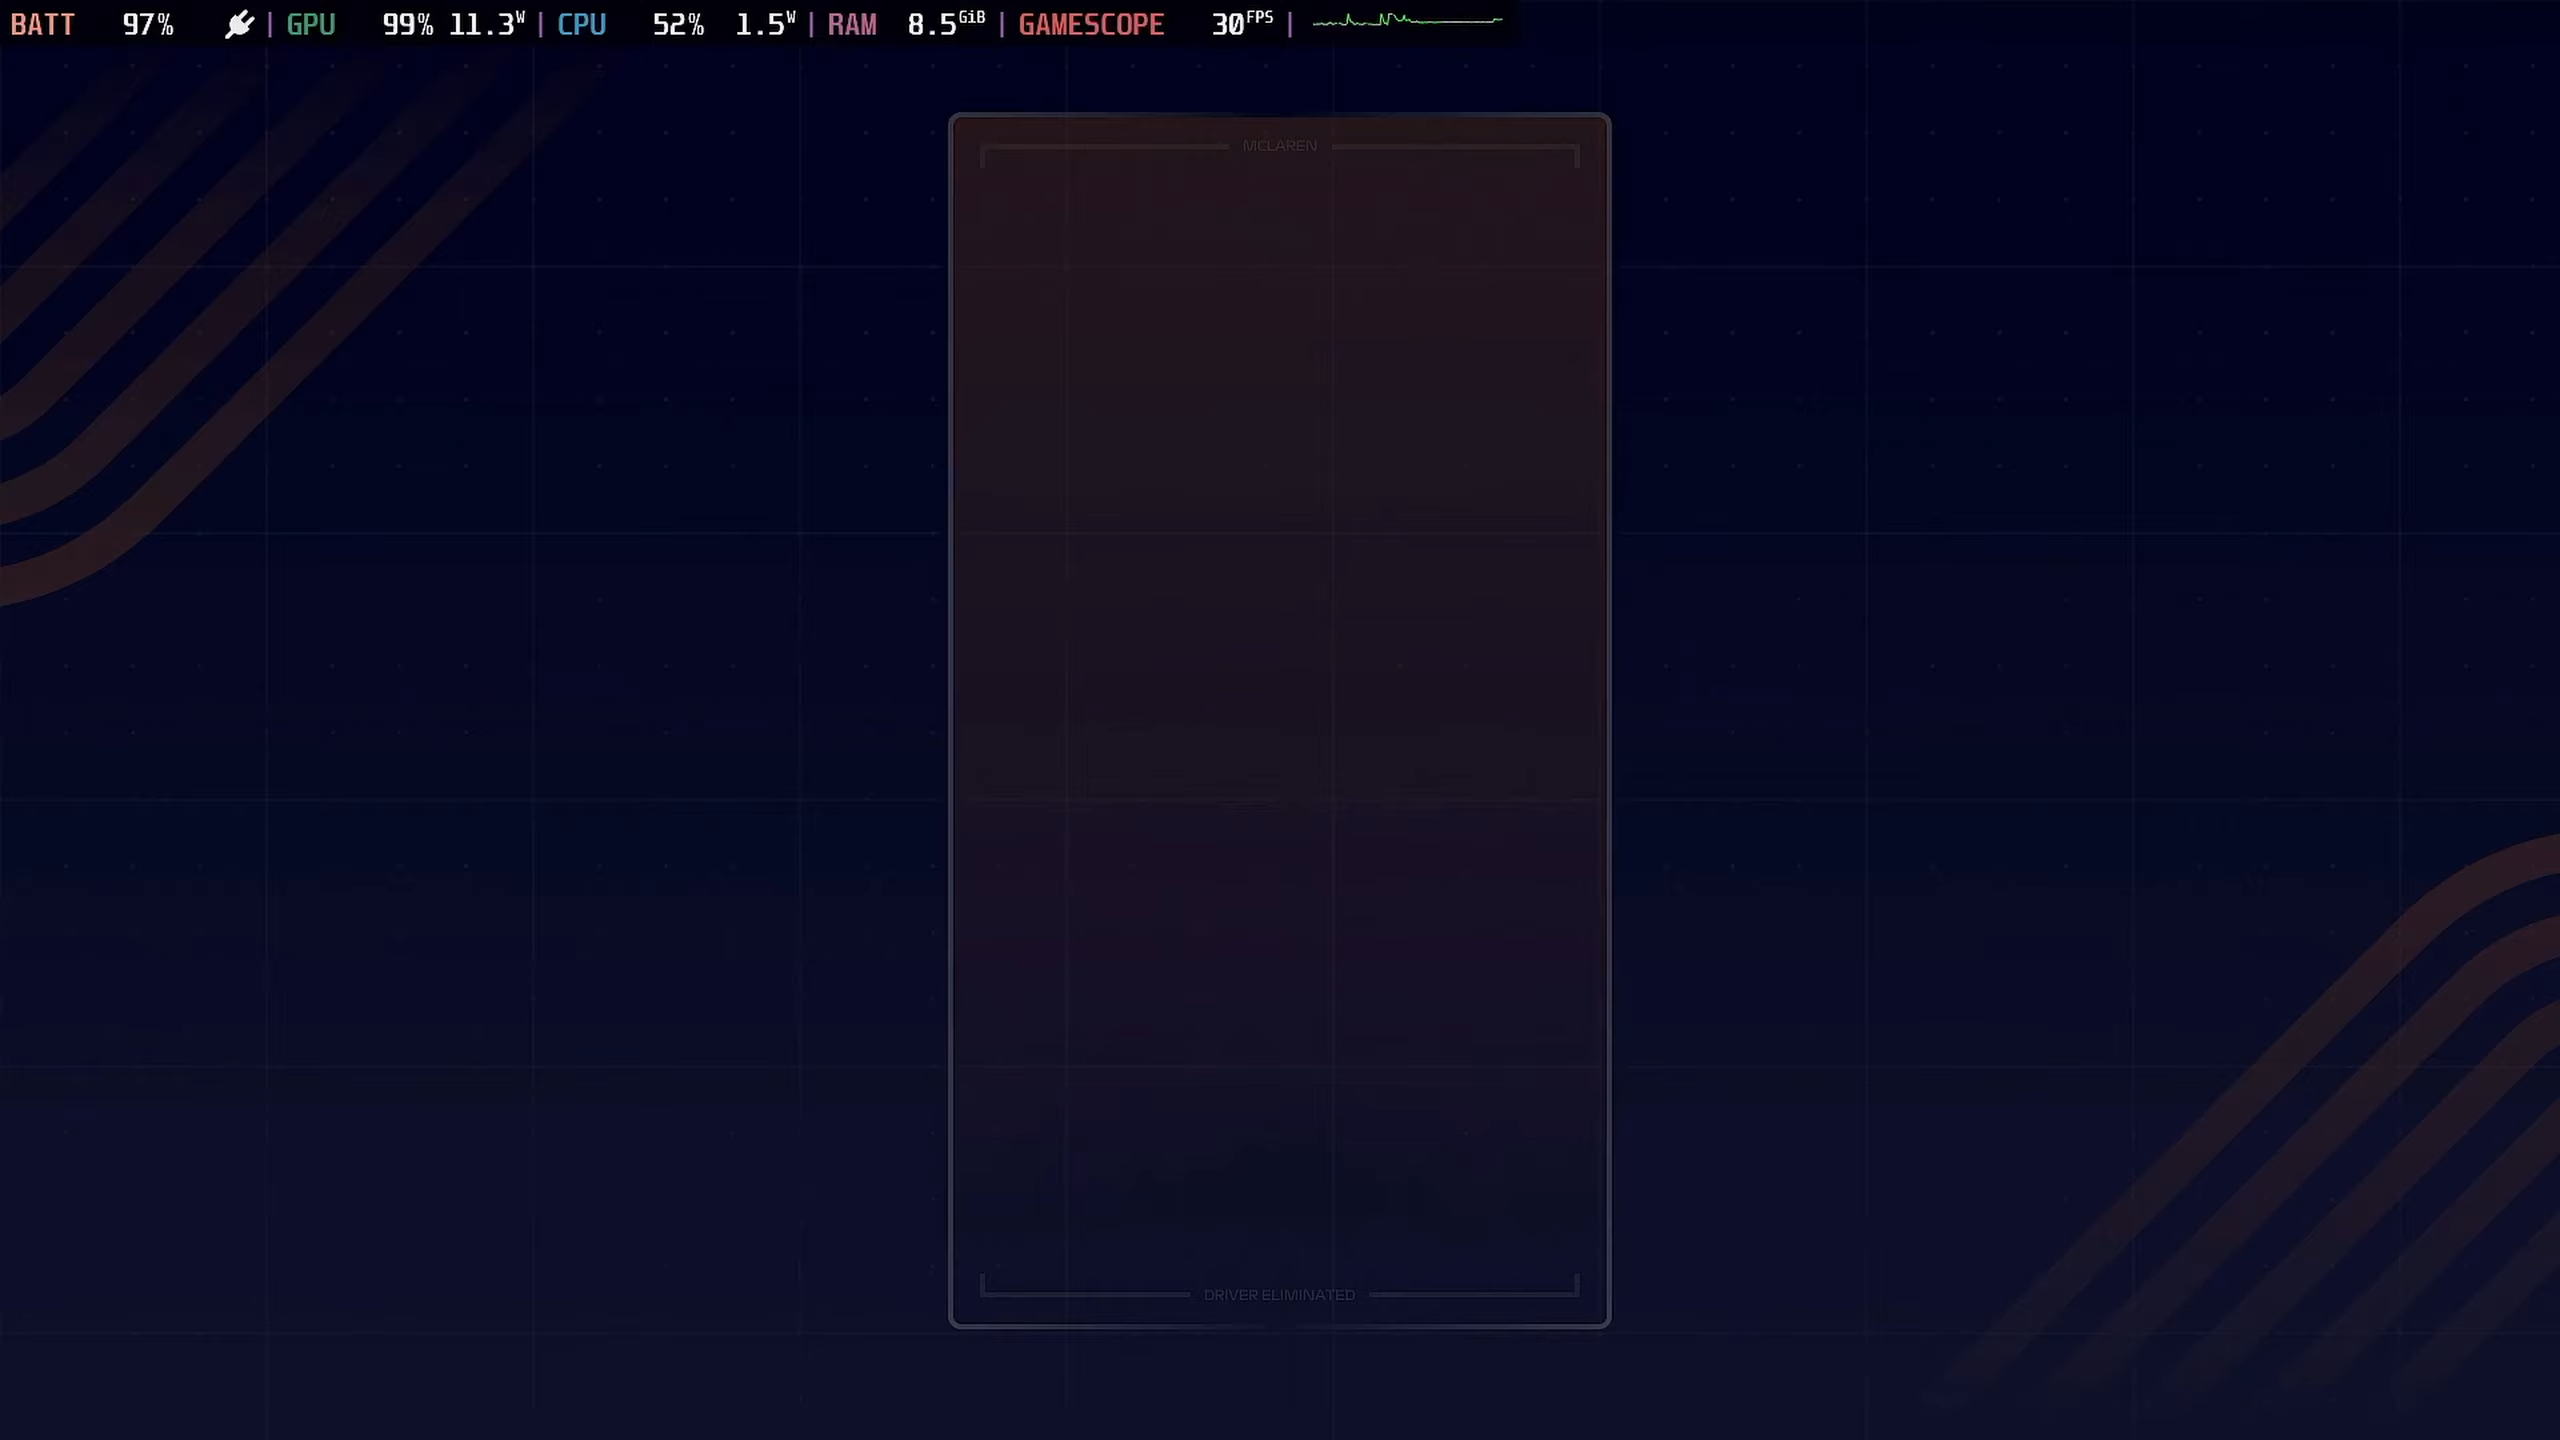 BATT 97% | GPU 99% 11.3W | CPU 52% 1.5W | RAM 8.5GiB | GAMESCOPE 30FPS |
MCLAREN
DRIVER ELIMINATED